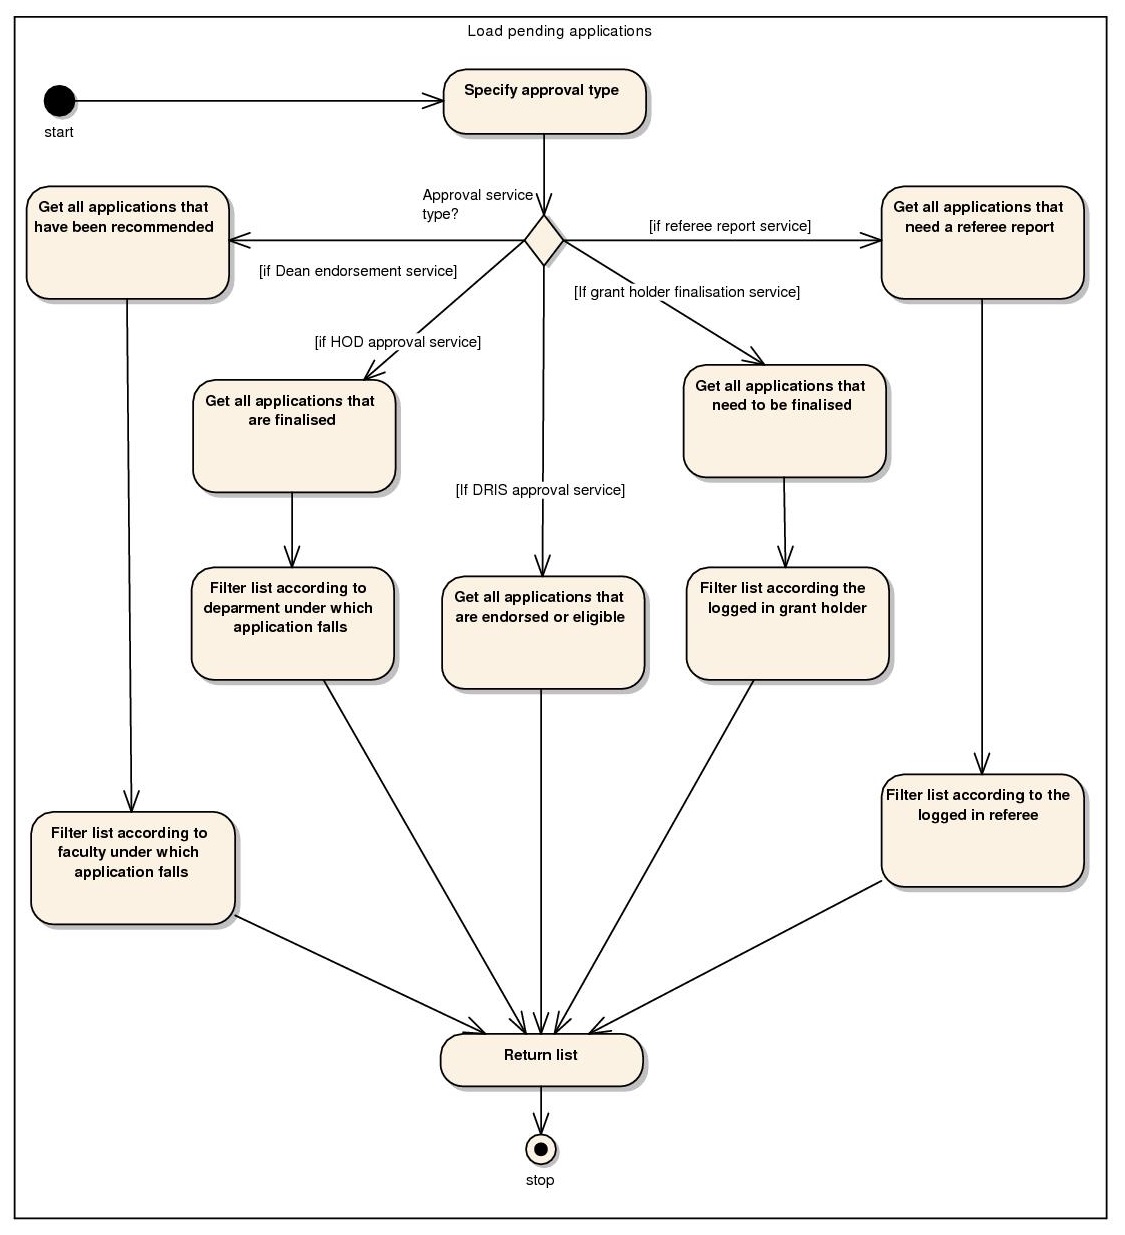 Load pending applications
Specify approval type
start
Approval service
type?
Get all applications that
have been recommended
Get all applications that
need a referee report
[if referee report service]
[if Dean endorsement service]
[If grant holder finalisation service]
[if HOD approval service]
Get all applications that
are finalised
Get all applications that
need to be finalised
[If DRIS approval service]
Filter list according to
deparment under which
application falls
Get all applications that
are endorsed or eligible
Filter list according the
logged in grant holder
Filter list according to
faculty under which
application falls
Filter list according to the
logged in referee
Return list
stop